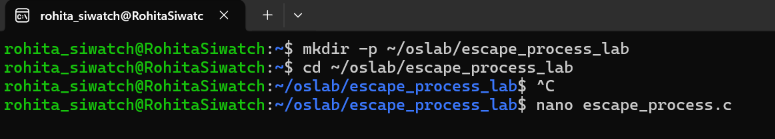 rohita_siwatch@RohitaSiwatc
rohita_siwatch@RohitaSiwatch:~$ mkdir -p ~/oslab/escape_process_lab
rohita_siwatch@RohitaSiwatch:~$ cd ~/oslab/escape_process_lab
rohita_siwatch@RohitaSiwatch:~/oslab/escape_process_lab$ ^C
rohita_siwatch@RohitaSiwatch:~/oslab/escape_process_lab$ nano escape_process.c